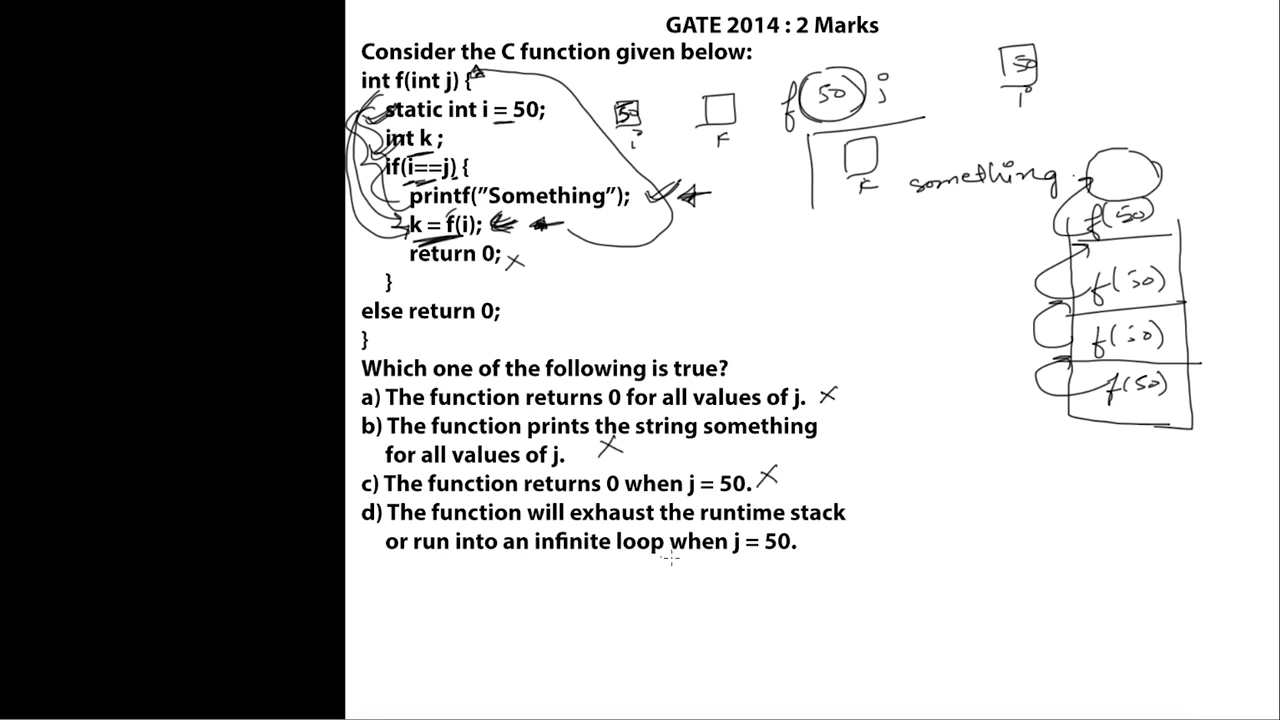 GATE 2014 : 2 Marks
Consider the C function given below:
int f(int j) {
static int i = 50;
int k ;
if(i==j) {
printf(”Something”);
k = f(i);
return 0;
}
else return 0;
}
Which one of the following is true?
a) The function returns 0 for all values of j.
b) The function prints the string something
for all values of j.
c) The function returns 0 when j = 50.
d) The function will exhaust the runtime stack
or run into an infinite loop when j = 50.
50
i
k
f 50 j
k
something
50
i
f(50)
f(50)
f(50)
f(50)